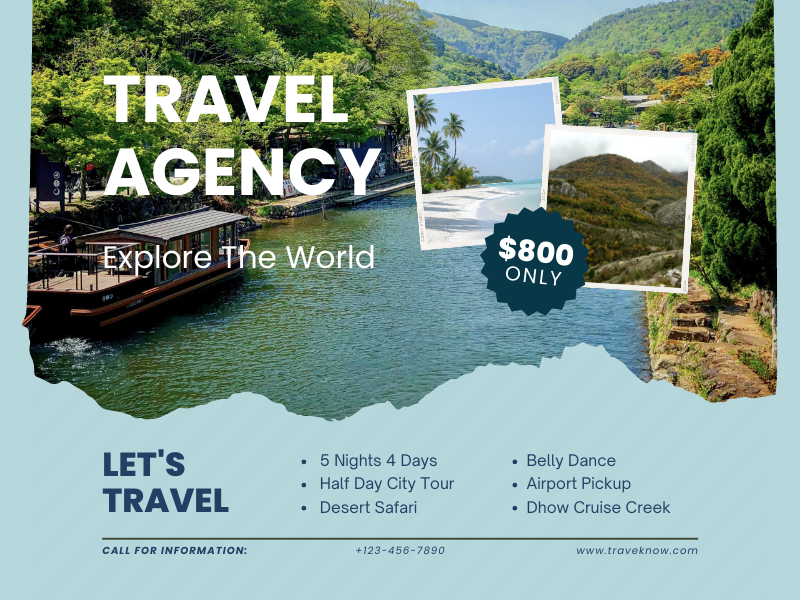 TRAVEL
AGENCY
Explore The World
$800
ONLY
LET'S
TRAVEL
• 5 Nights 4 Days
• Half Day City Tour
• Desert Safari
• Belly Dance
• Airport Pickup
• Dhow Cruise Creek
CALL FOR INFORMATION:
+123-456-7890
www.traveknow.com